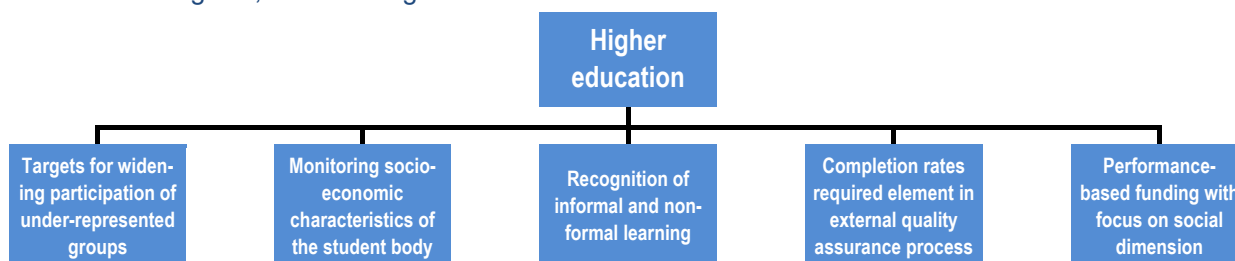 Higher
education
Targets for widen-
ing participation of
under-represented
groups
Monitoring socio-
economic
characteristics of
the student body
Recognition of
informal and non-
formal learning
Completion rates
required element in
external quality
assurance process
Performance-
based funding with
focus on social
dimension